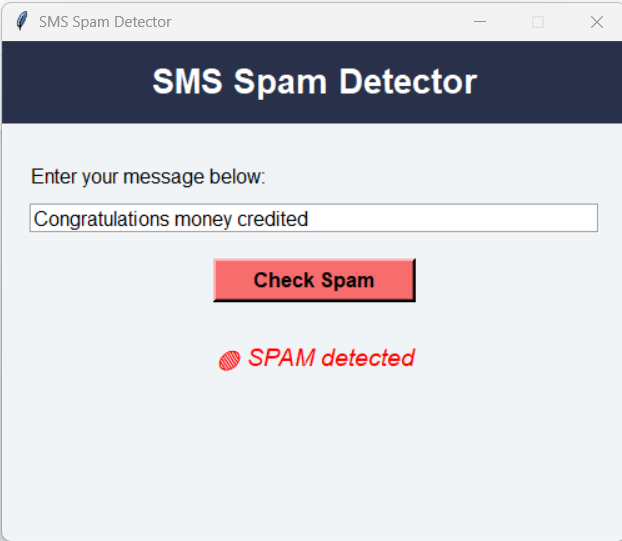 SMS Spam Detector
SMS Spam Detector
Enter your message below:
Congratulations money credited
Check Spam
SPAM detected